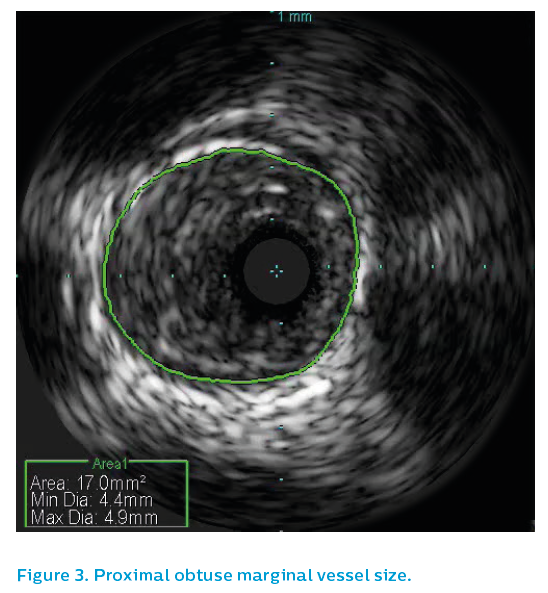 1 mm
Area1
Area: 17.0mm²
Min Dia: 4.4mm
Max Dia: 4.9mm
Figure 3. Proximal obtuse marginal vessel size.